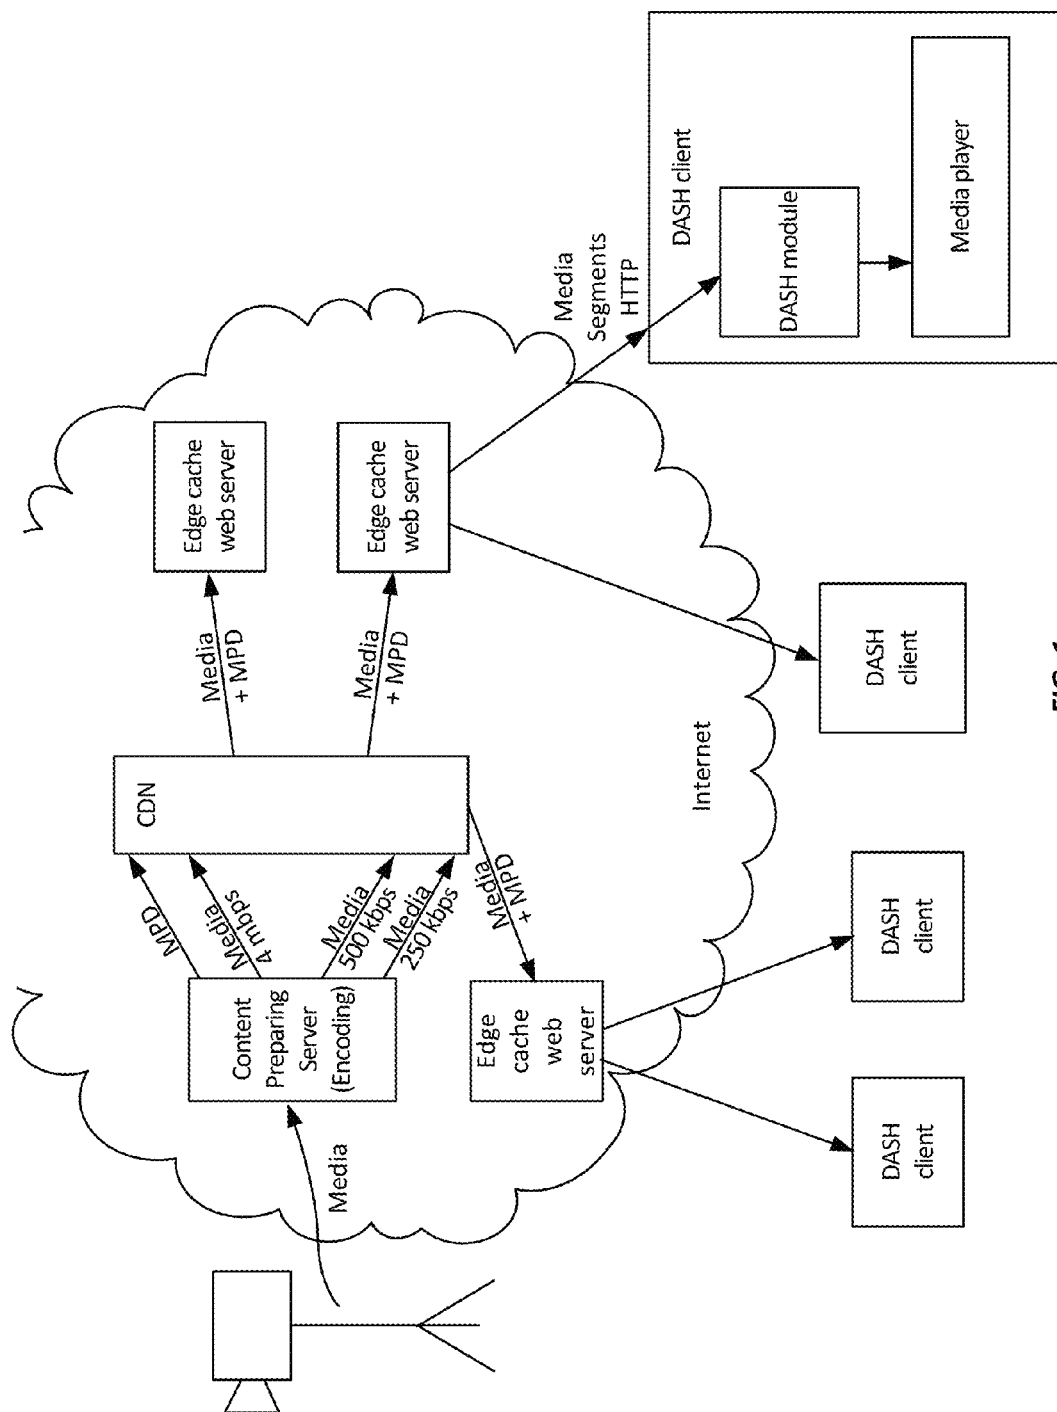 Media
Content
Preparing
Server
(Encoding)
MPD
Media
4 mbps
Media
500 kbps
Media
250 kbps
CDN
Media
+ MPD
Edge cache
web server
Media
+ MPD
Edge cache
web server
Media
+ MPD
Edge
cache
web
server
Internet
Media
Segments
HTTP
DASH client
DASH module
Media player
DASH
client
DASH
client
DASH
client